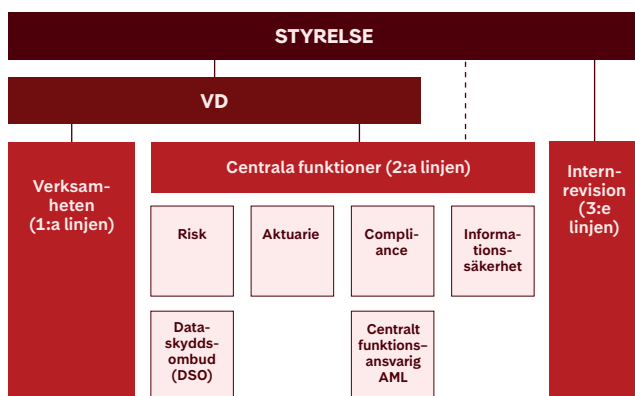 STYRELSE
VD
Verksam-
heten
(1:a linjen)
Centrala funktioner (2:a linjen)
Intern-
revision
(3:e
linjen)
Risk
Aktuarie
Compli-
ance
Informa-
tions-
säkerhet
Data-
skydds-
ombud
(DSO)
Centralt
funktions–
ansvarig
AML